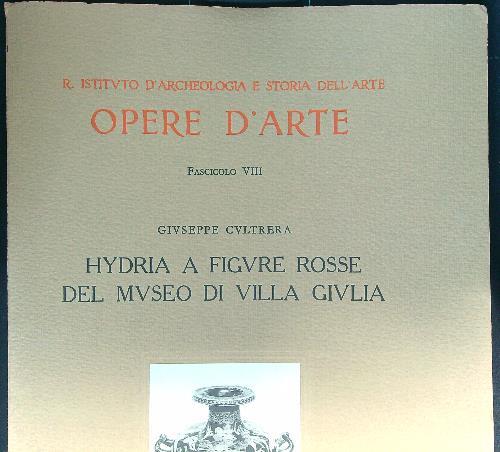 R. ISTITVTO D'ARCHEOLOGIA E STORIA DELL'ARTE
OPERE D'ARTE
FASCICOLO VIII
GIVSEPPE CVLTRERA
HYDRIA A FIGVRE ROSSE
DEL MVSEO DI VILLA GIVLIA